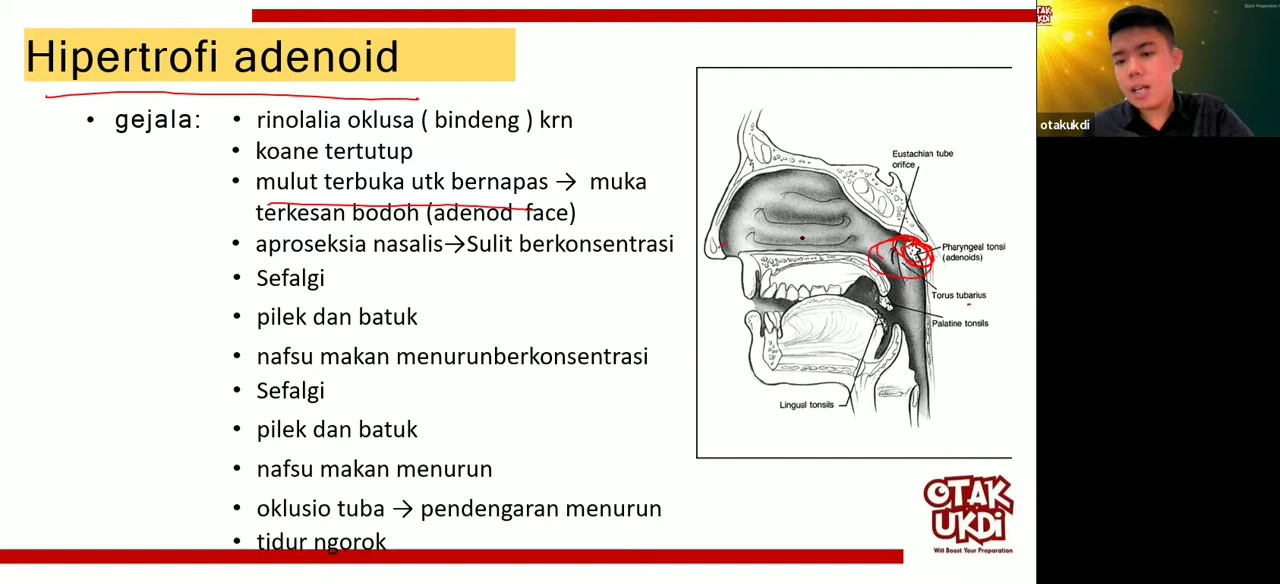 Hipertrofi adenoid
• gejala:
• rinolalia oklusa ( bindeng ) krn
• koane tertutup
• mulut terbuka utk bernapas → muka
terkesan bodoh (adenod face)
• aproseksia nasalis→Sulit berkonsentrasi
• Sefalgi
• pilek dan batuk
• nafsu makan menurunberkonsentrasi
• Sefalgi
• pilek dan batuk
• nafsu makan menurun
• oklusio tuba → pendengaran menurun
• tidur ngorok
Eustachian tube
orifice
Pharyngeal tonsi
(adenoids)
Torus tubarius
Palatine tonsils
Lingual tonsils
OTAK
UKDi
Will Boost Your Preparation
OTAK
UKDI
otakukdi